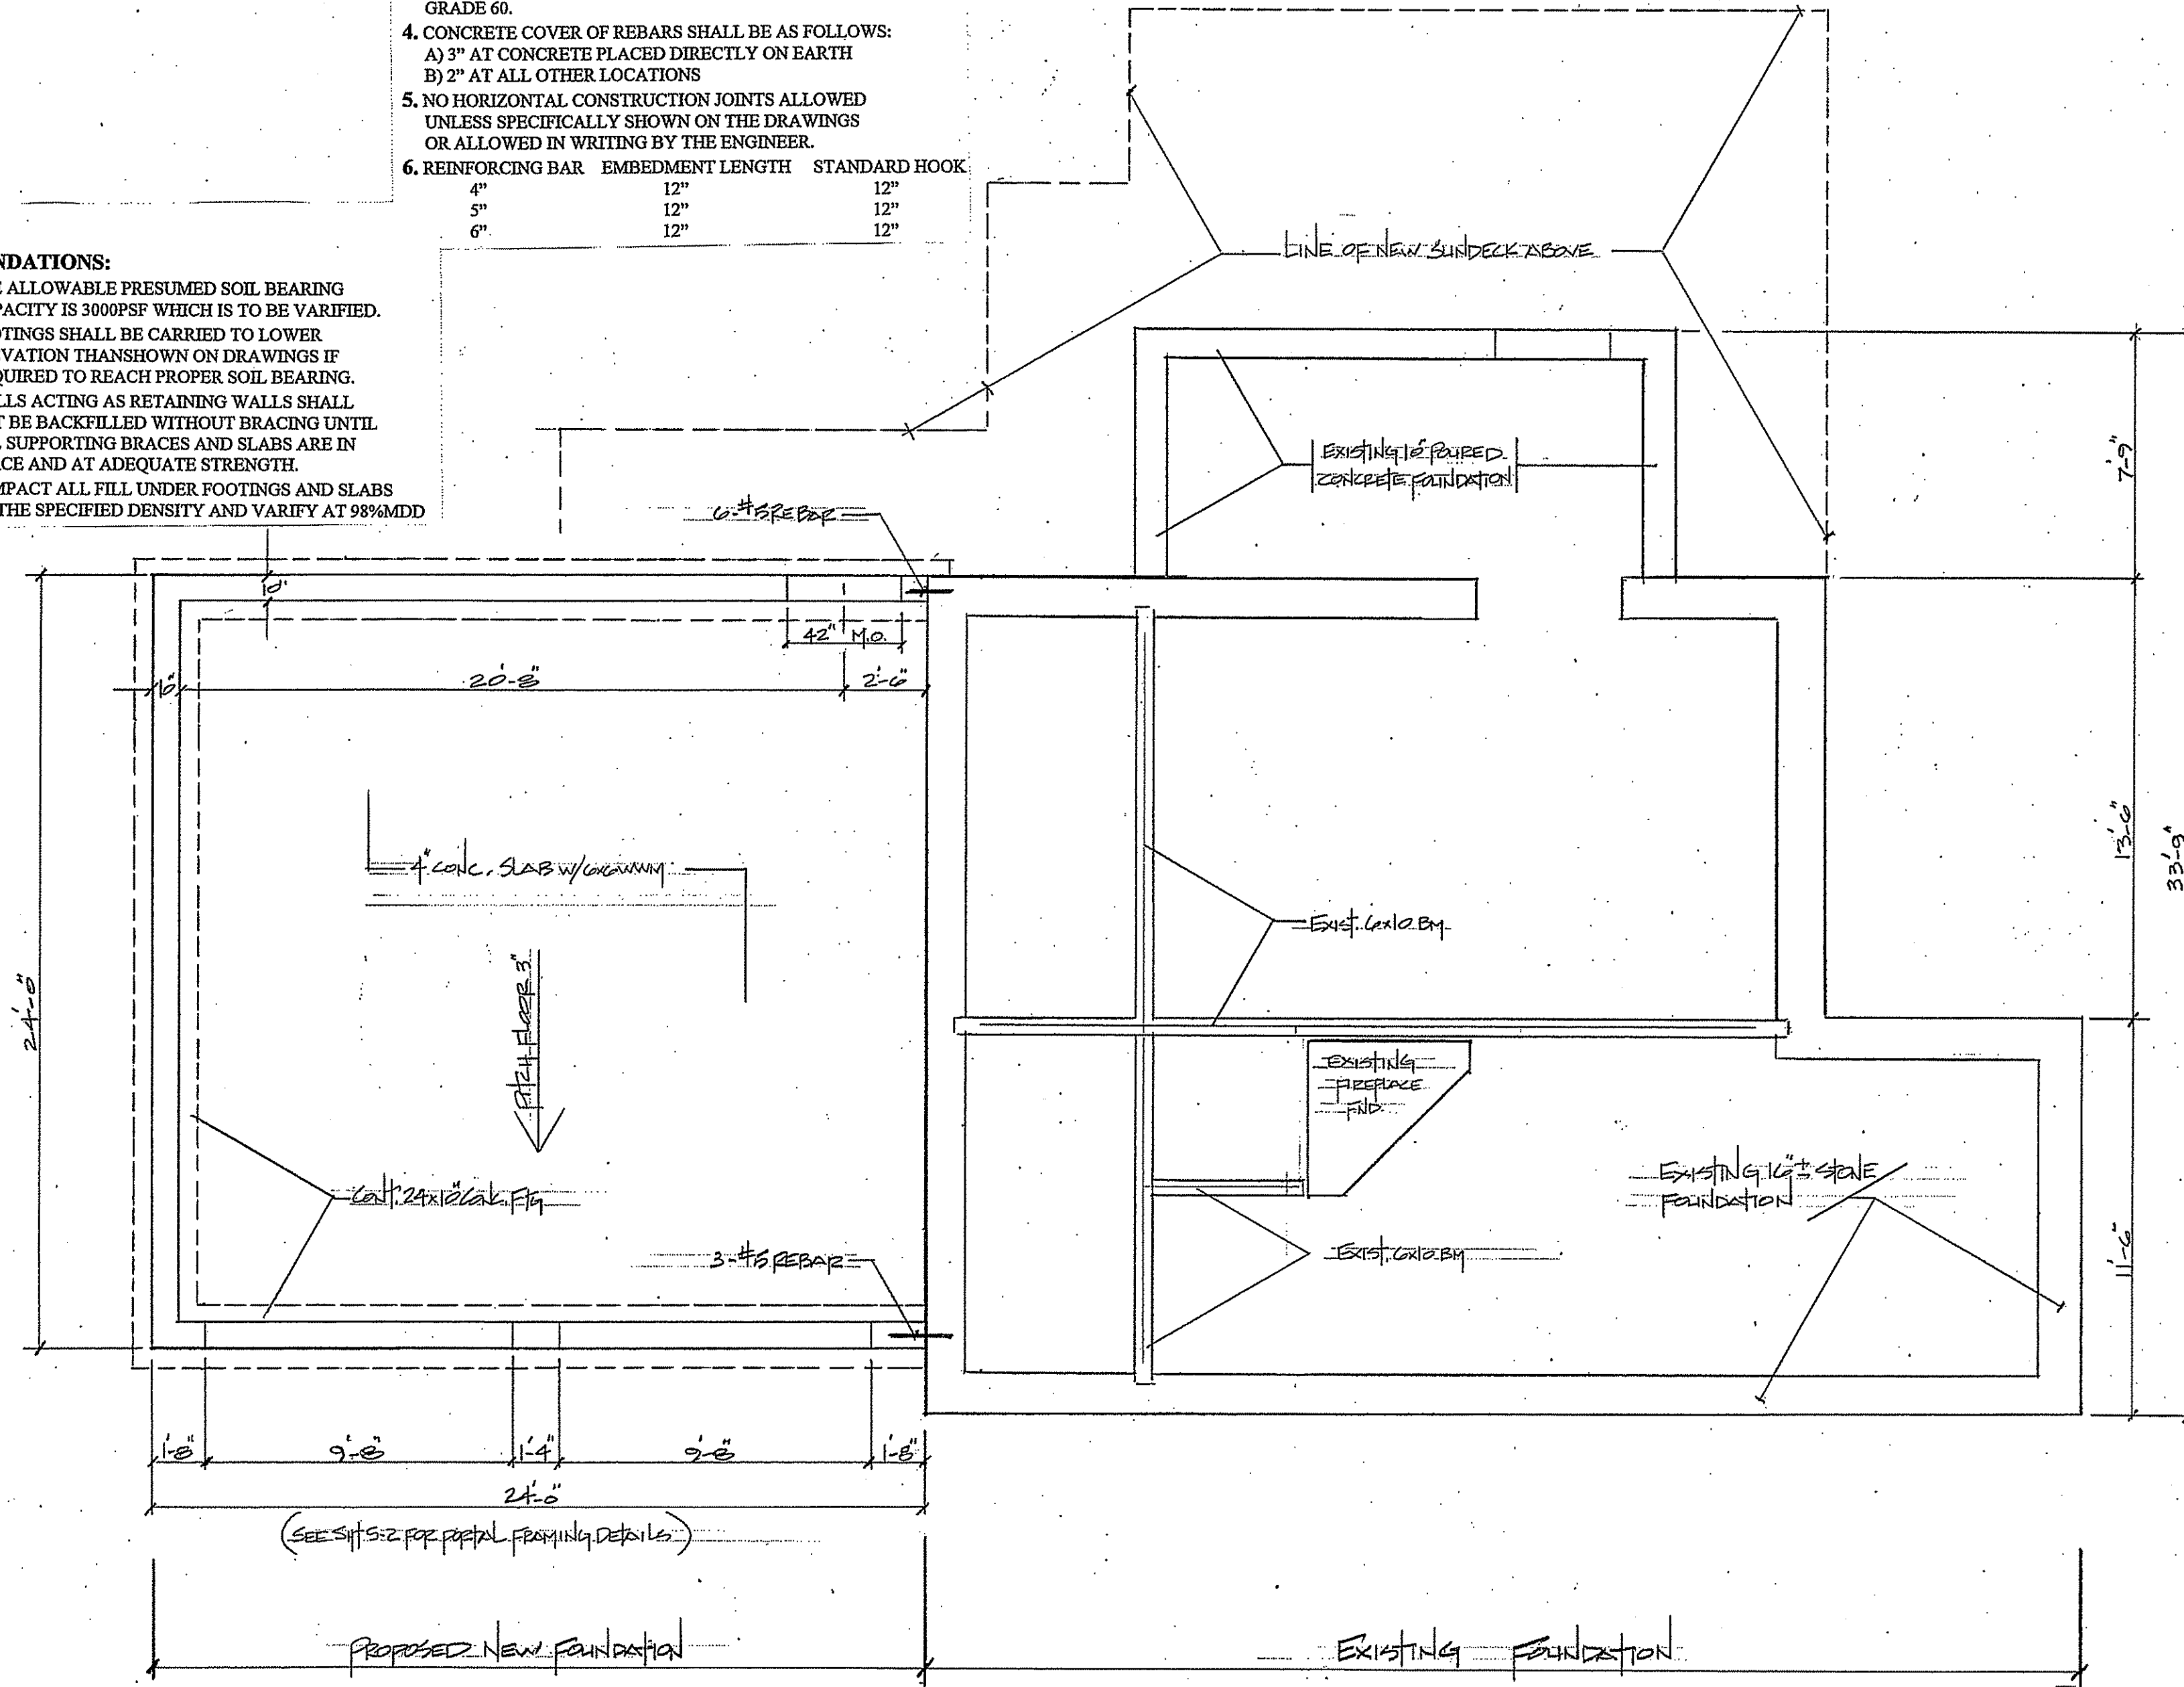 GRADE 60.
4. CONCRETE COVER OF REBARS SHALL BE AS FOLLOWS:
A) 3" AT CONCRETE PLACED DIRECTLY ON EARTH
B) 2" AT ALL OTHER LOCATIONS
5. NO HORIZONTAL CONSTRUCTION JOINTS ALLOWED
UNLESS SPECIFICALLY SHOWN ON THE DRAWINGS
OR ALLOWED IN WRITING BY THE ENGINEER.
6. REINFORCING BAR EMBEDMENT LENGTH STANDARD HOOK
4" 12" 12"
5" 12" 12"
6" 12" 12"
NDATIONS:
E ALLOWABLE PRESUMED SOIL BEARING
PACITY IS 3000PSF WHICH IS TO BE VARIFIED.
OTINGS SHALL BE CARRIED TO LOWER
EVATION THANSHOWN ON DRAWINGS IF
QUIRED TO REACH PROPER SOIL BEARING.
LLS ACTING AS RETAINING WALLS SHALL
T BE BACKFILLED WITHOUT BRACING UNTIL
L SUPPORTING BRACES AND SLABS ARE IN
ACE AND AT ADEQUATE STRENGTH.
MPACT ALL FILL UNDER FOOTINGS AND SLABS
THE SPECIFIED DENSITY AND VARIFY AT 98%MDD
LINE OF NEW SUNDECK ABOVE
EXISTING 10" POURED
CONCRETE FOUNDATION
7'-9"
6-#5 REBAR
10"
42" M.O.
10"
20'-8"
2'-6"
4" CONC. SLAB W/6X6 WWM
PITCH FLOOR 3"
24'-0"
EXIST. 6x10 BM
13'-6"
33'-9"
EXISTING
FIREPLACE
FND.
CONT. 24x10" CONC. FTG
EXISTING 16"± STONE
FOUNDATION
3-#5 REBAR
EXIST. 6x10 BM
11'-6"
1'-8"
9'-8"
1'-4"
9'-8"
1'-8"
24'-0"
(SEE SHT S-2 FOR PORTAL FRAMING DETAILS)
PROPOSED NEW FOUNDATION
EXISTING FOUNDATION